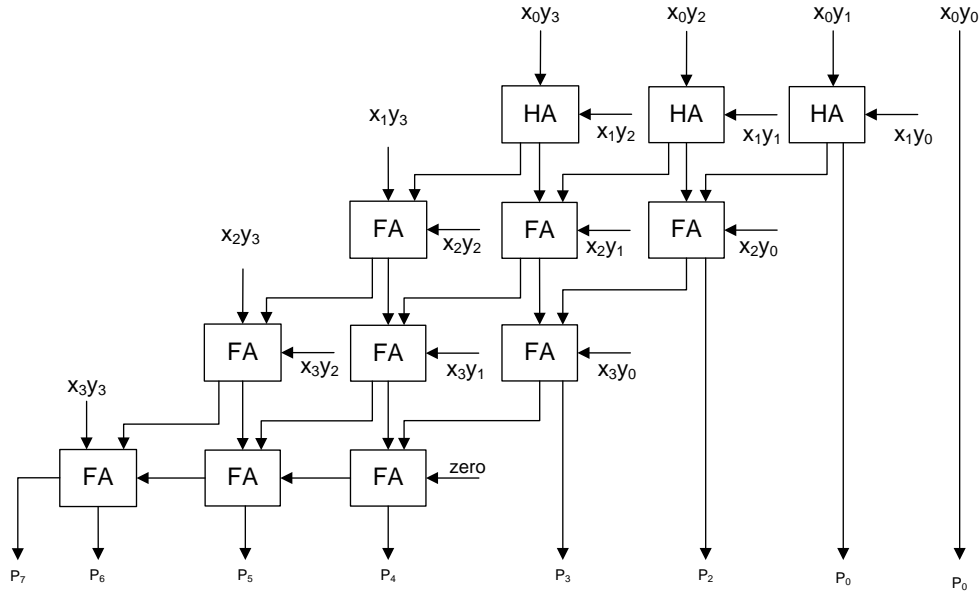 x₀y₃ x₀y₂ x₀y₁ x₀y₀
HA HA HA
x₁y₃ x₁y₂ x₁y₁ x₁y₀
FA FA FA
x₂y₃ x₂y₂ x₂y₁ x₂y₀
FA FA FA
x₃y₃ x₃y₂ x₃y₁ x₃y₀
FA FA FA zero
P₇ P₆ P₅ P₄ P₃ P₂ P₀ P₀